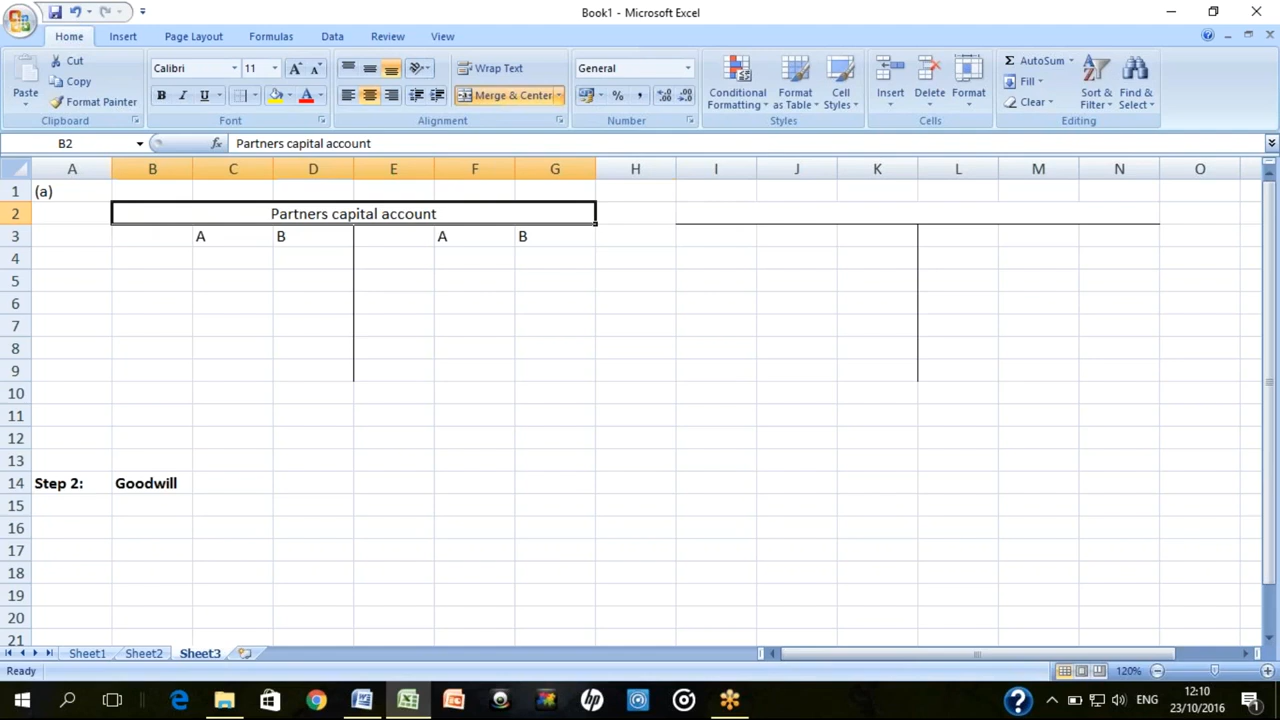 Book1 - Microsoft Excel
Home Insert Page Layout Formulas Data Review View
Cut
Copy
Format Painter
Paste
Clipboard
Calibri 11
B I U A
Font
Wrap Text
Merge & Center
Alignment
General
%
Number
Conditional Formatting
Format as Table
Cell Styles
Styles
Insert Delete Format
Cells
AutoSum
Fill
Clear
Sort & Filter
Find & Select
Editing
B2 fx Partners capital account
A B C D E F G H I J K L M N O
1 (a)
2 Partners capital account
3 A B A B
4
5
6
7
8
9
10
11
12
13
14 Step 2: Goodwill
15
16
17
18
19
20
21
Sheet1 Sheet2 Sheet3
Ready 120%
ENG 12:10
23/10/2016